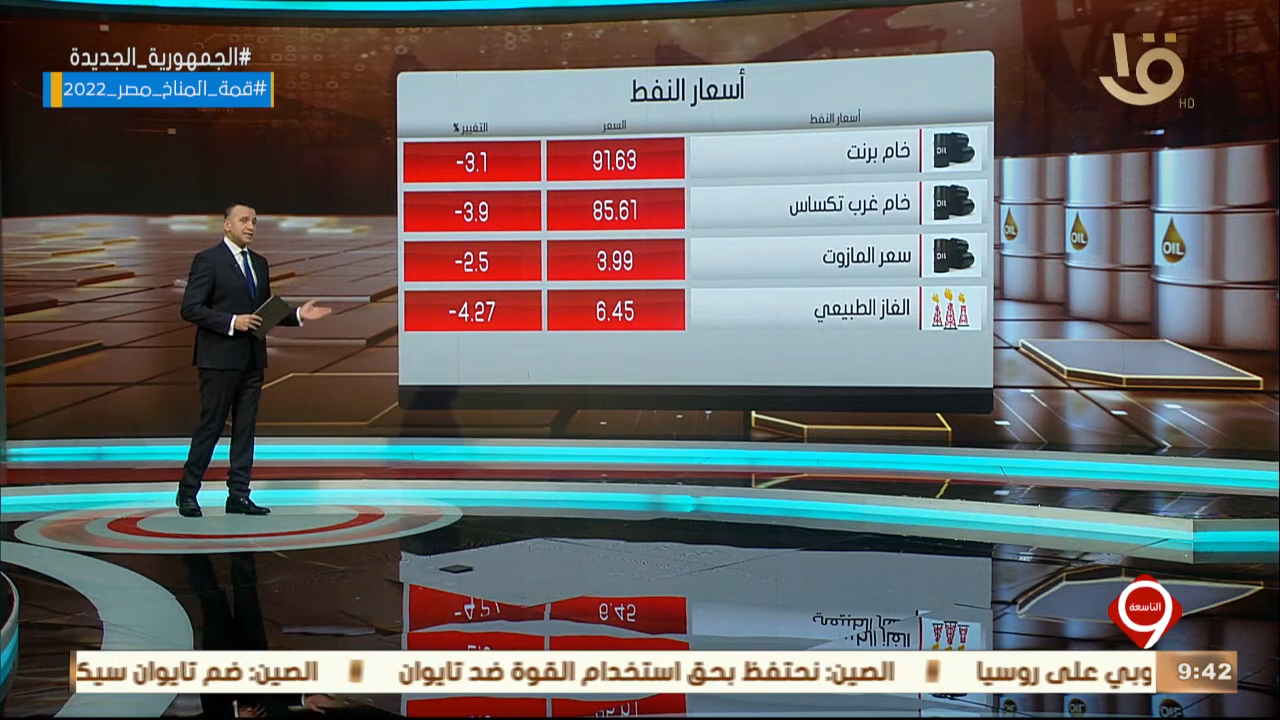 #الجمهورية_الجديدة
#قمة_المناخ_مصر_2022
HD
أسعار النفط
أسعار النفط السعر التغيير %
خام برنت 91.63 -3.1
خام غرب تكساس 85.61 -3.9
سعر المازوت 3.99 -2.5
الغاز الطبيعي 6.45 -4.27
OIL
OIL
OIL
التاسعة
9:42 وبي على روسيا الصين: نحتفظ بحق استخدام القوة ضد تايوان الصين: ضم تايوان سيك